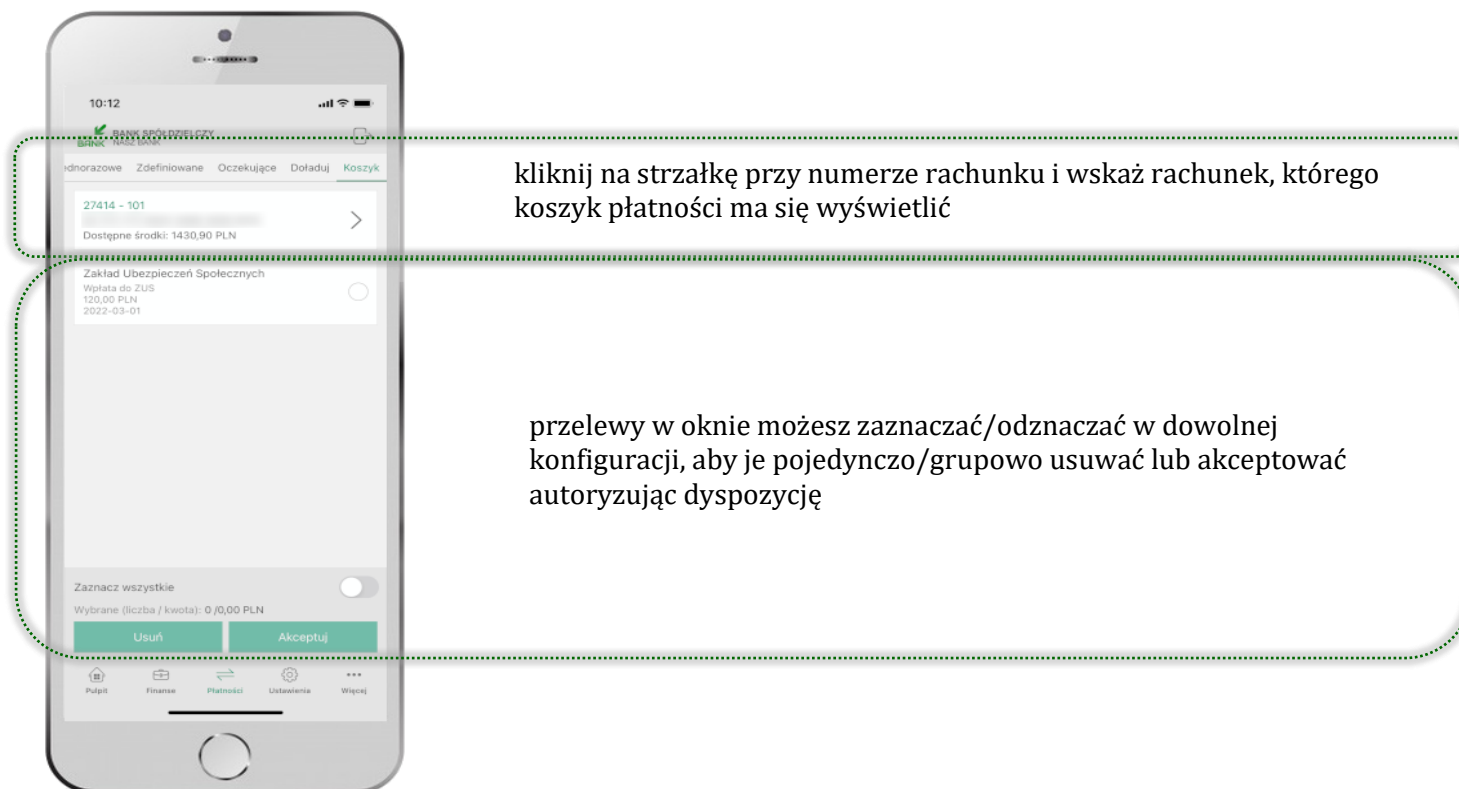 10:12
BANK SPÓŁDZIELCZY
BANK NASZ BANK
ednorazowe Zdefiniowane Oczekujące Doładuj Koszyk
27414 - 101
Dostępne środki: 1430,90 PLN
kliknij na strzałkę przy numerze rachunku i wskaż rachunek, którego
koszyk płatności ma się wyświetlić
Zakład Ubezpieczeń Społecznych
Wpłata do ZUS
120,00 PLN
2022-03-01
przelewy w oknie możesz zaznaczać/odznaczać w dowolnej
konfiguracji, aby je pojedynczo/grupowo usuwać lub akceptować
autoryzując dyspozycję
Zaznacz wszystkie
Wybrane (liczba / kwota): 0 /0,00 PLN
Usuń Akceptuj
Pulpit Finanse Płatności Ustawienia Więcej